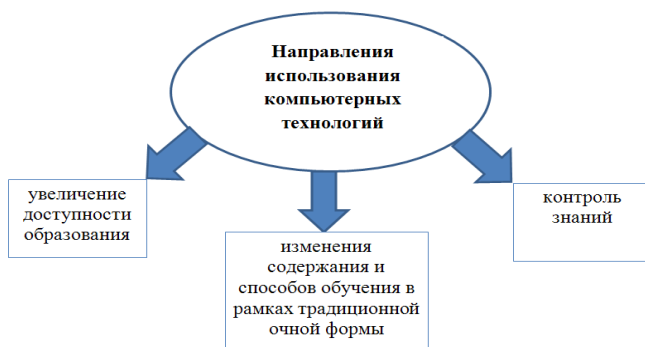 Направления
использования
компьютерных
технологий
увеличение
доступности
образования
изменения
содержания и
способов обучения в
рамках традиционной
очной формы
контроль
знаний